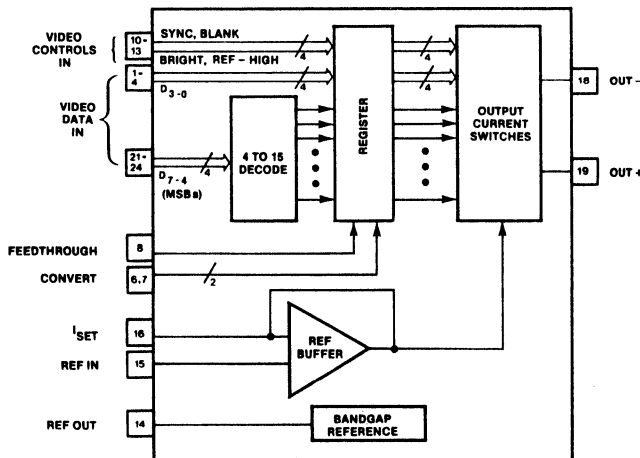 VIDEO
CONTROLS
IN
10-
13
SYNC, BLANK
4
4
BRIGHT, REF - HIGH
1-
4
D3-0
4
4
VIDEO
DATA
IN
21-
24
4
D7-4
(MSBs)
4 TO 15
DECODE
REGISTER
OUTPUT
CURRENT
SWITCHES
18
OUT -
19
OUT +
FEEDTHROUGH
8
CONVERT
6,7
2
ISET
16
REF IN
15
REF
BUFFER
REF OUT
14
BANDGAP
REFERENCE